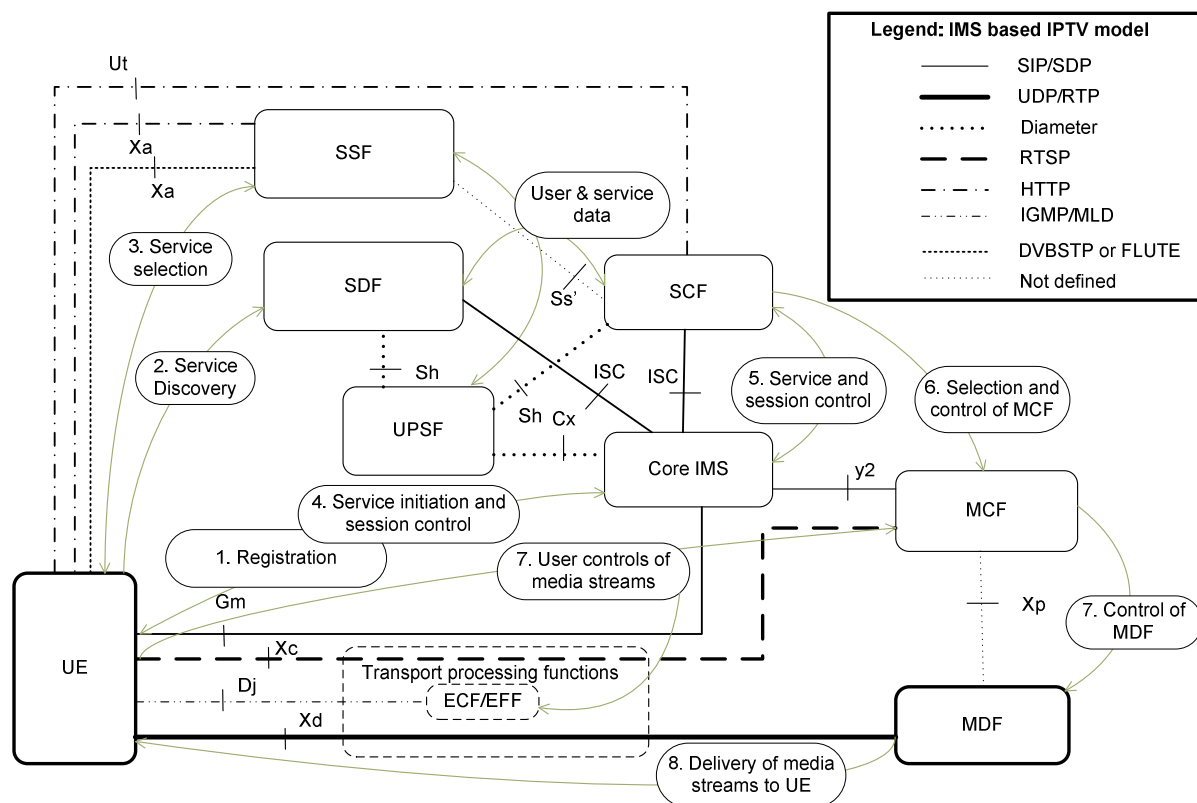 Legend: IMS based IPTV model
SIP/SDP
UDP/RTP
Diameter
RTSP
HTTP
IGMP/MLD
DVBSTP or FLUTE
Not defined
Ut
Xa
Xa
SSF
User & service
data
3. Service
selection
SDF
Ss'
SCF
2. Service
Discovery
Sh
Sh
ISC
ISC
5. Service and
session control
6. Selection and
control of MCF
UPSF
Cx
Core IMS
y2
MCF
4. Service initiation and
session control
1. Registration
7. User controls of
media streams
Gm
Xp
7. Control
of MDF
UE
Xc
Transport processing functions
Dj
ECF/EFF
Xd
MDF
8. Delivery of media
streams to UE